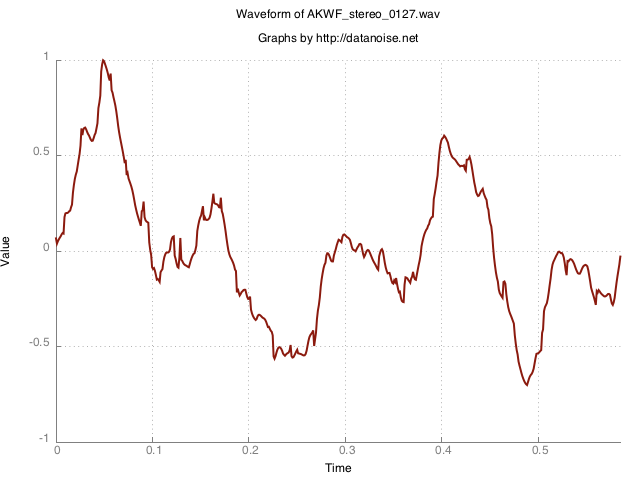 Waveform of AKWF_stereo_0127.wav
Graphs by http://datanoise.net
1
0.5
0
-0.5
-1
Value
0 0.1 0.2 0.3 0.4 0.5
Time